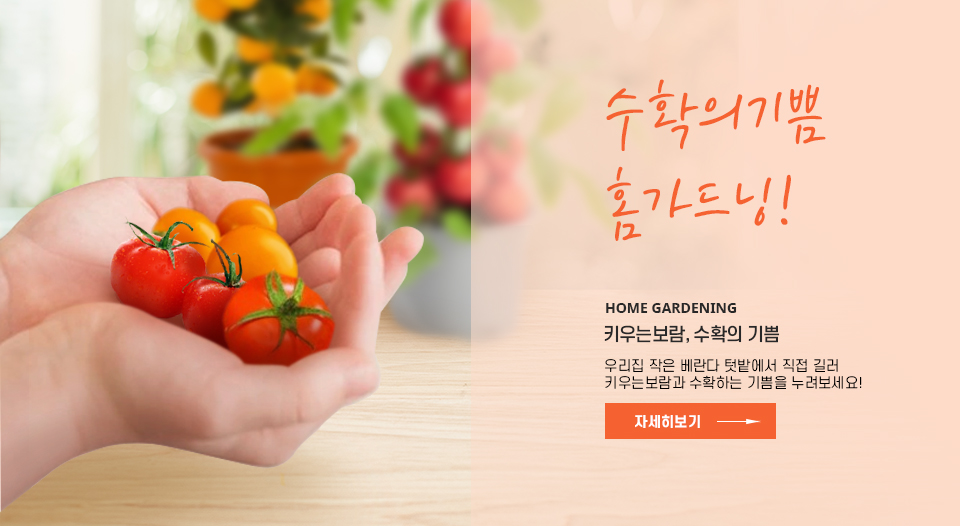 수확의기쁨
홈가드닝!
HOME GARDENING
키우는보람, 수확의 기쁨
우리집 작은 베란다 텃밭에서 직접 길러
키우는보람과 수확하는 기쁨을 누려보세요!
자세히보기